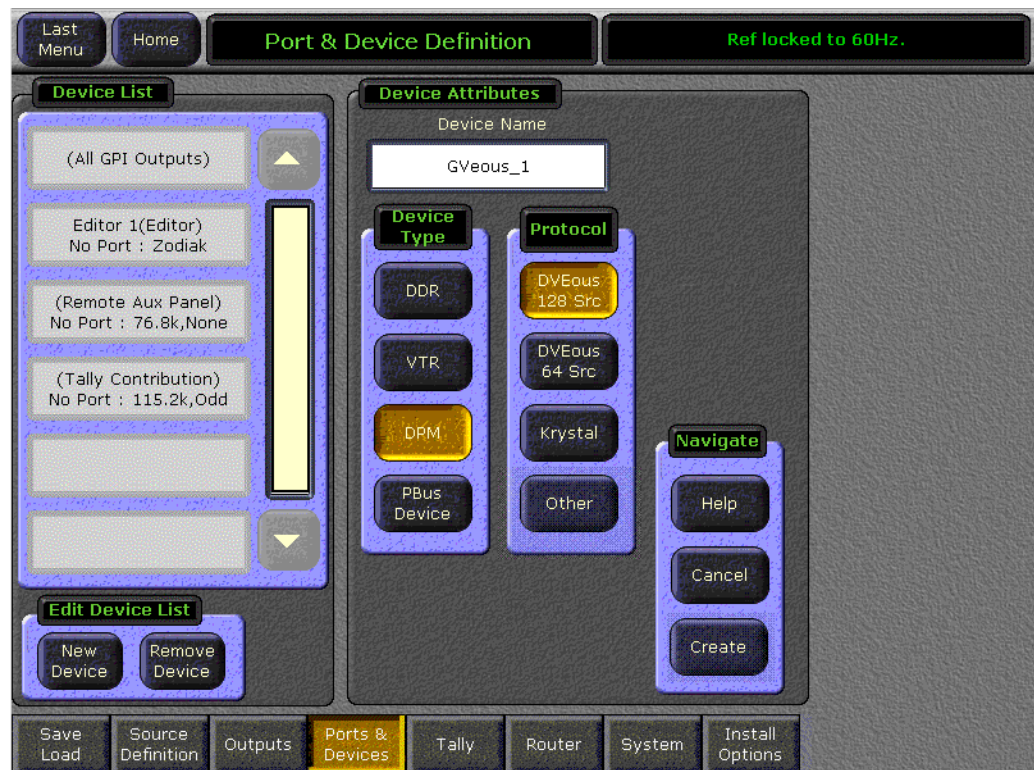 Last
Menu
Home
Port & Device Definition
Ref locked to 60Hz.
Device List
(All GPI Outputs)
Editor 1(Editor)
No Port : Zodiak
(Remote Aux Panel)
No Port : 76.8k,None
(Tally Contribution)
No Port : 115.2k,Odd
Edit Device List
New
Device
Remove
Device
Device Attributes
Device Name
GVeous_1
Device
Type
DDR
VTR
DPM
PBus
Device
Protocol
DVEous
128 Src
DVEous
64 Src
Krystal
Other
Navigate
Help
Cancel
Create
Save
Load
Source
Definition
Outputs
Ports &
Devices
Tally
Router
System
Install
Options